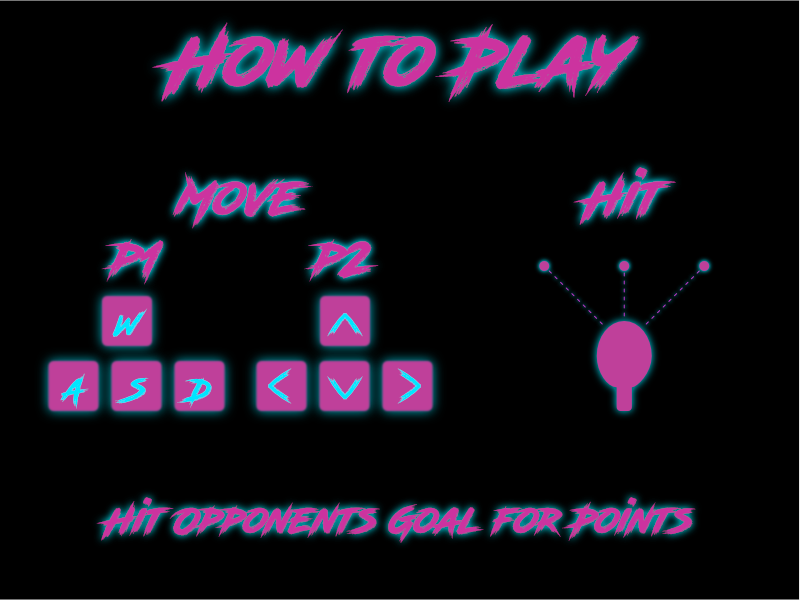 How to Play
Move
Hit
P1 P2
W ^
A S D < v >
Hit opponents goal for points